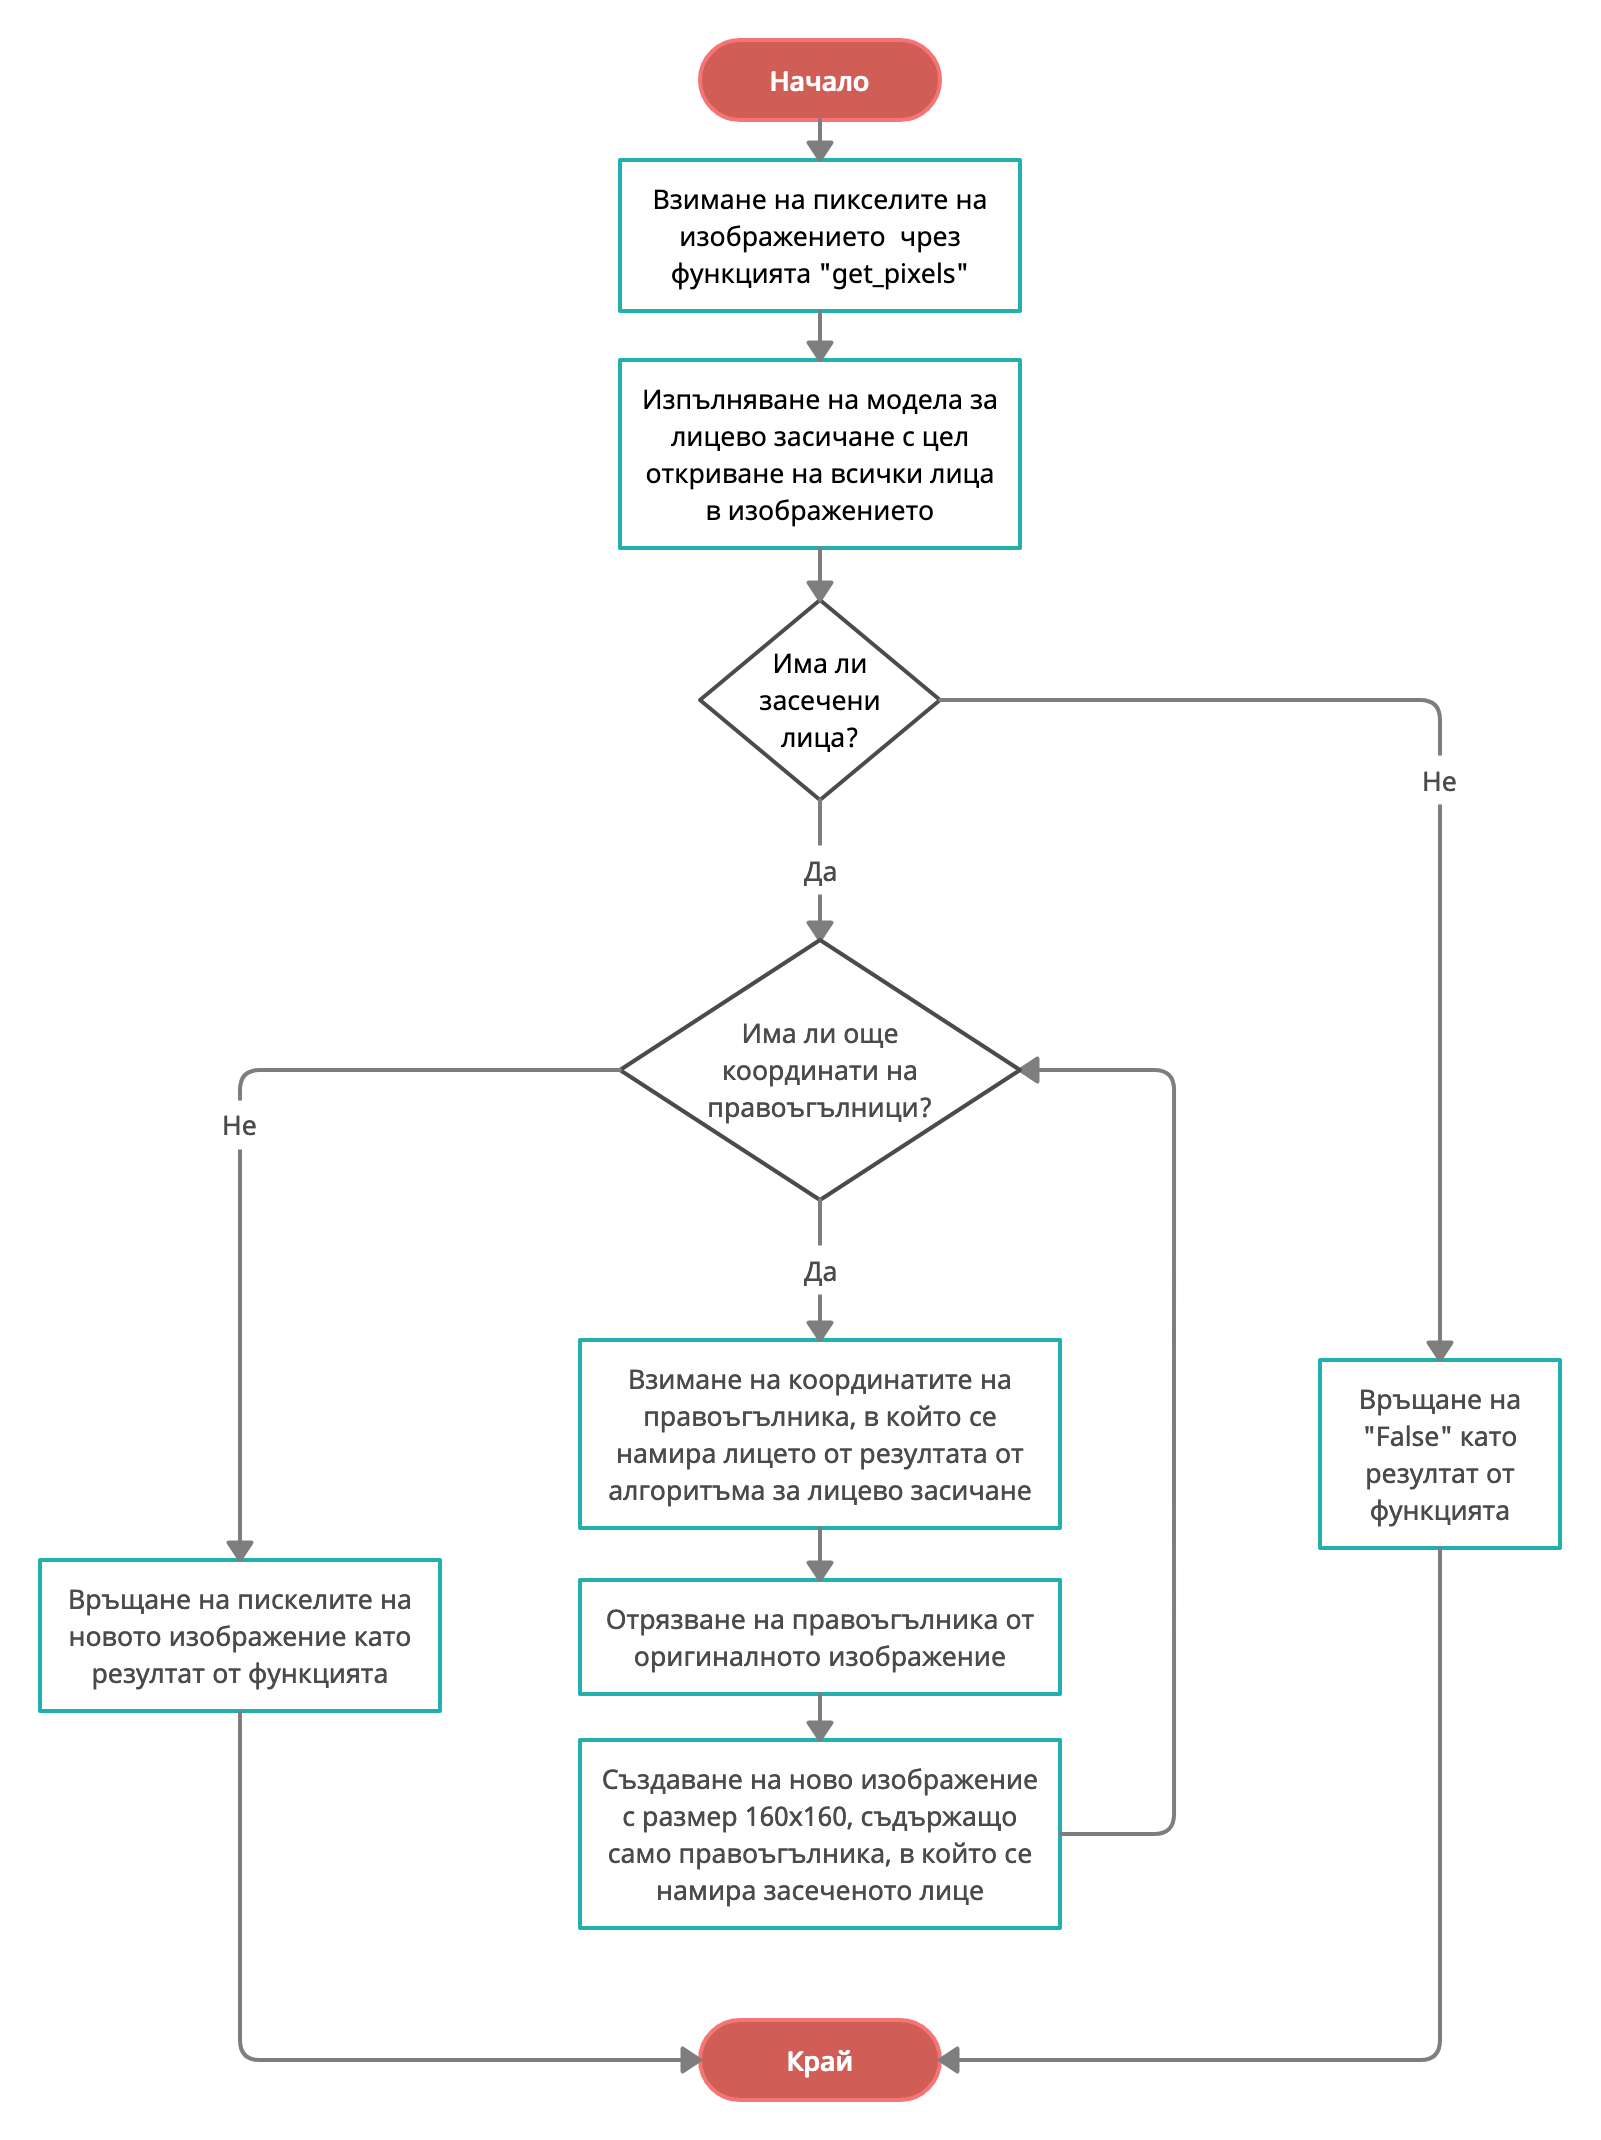 Начало
Взимане на пикселите на
изображението  чрез
функцията "get_pixels"
Изпълняване на модела за
лицево засичане с цел
откриване на всички лица
в изображението
Има ли
засечени
лица?
Не
Да
Има ли още
координати на
правоъгълници?
Не
Да
Взимане на координатите на
правоъгълника, в който се
намира лицето от резултата от
алгоритъма за лицево засичане
Връщане на
"False" като
резултат от
функцията
Връщане на пискелите на
новото изображение като
резултат от функцията
Отрязване на правоъгълника от
оригиналното изображение
Създаване на ново изображение
с размер 160x160, съдържащо
само правоъгълника, в който се
намира засеченото лице
Край